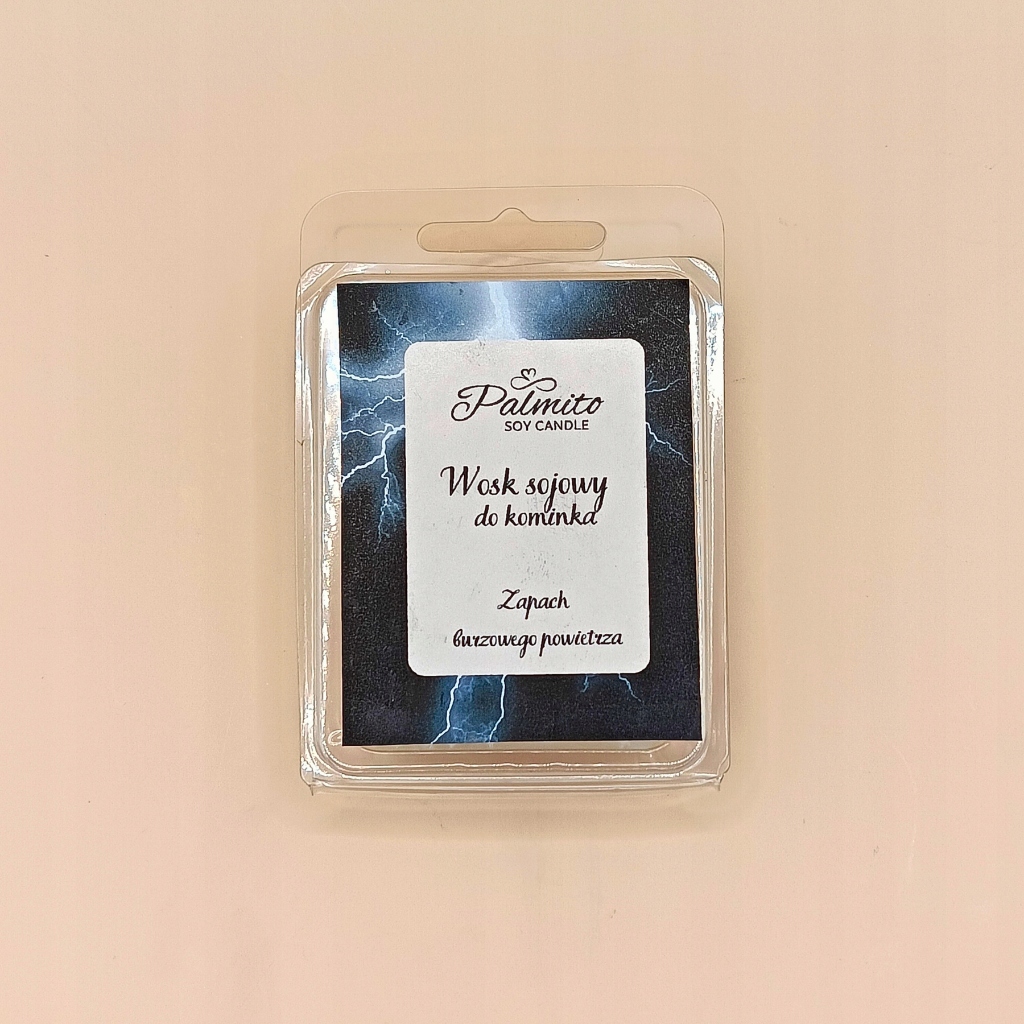 Palmito
SOY CANDLE
Wosk sojowy
do kominka
Zapach
burzowego powietrza